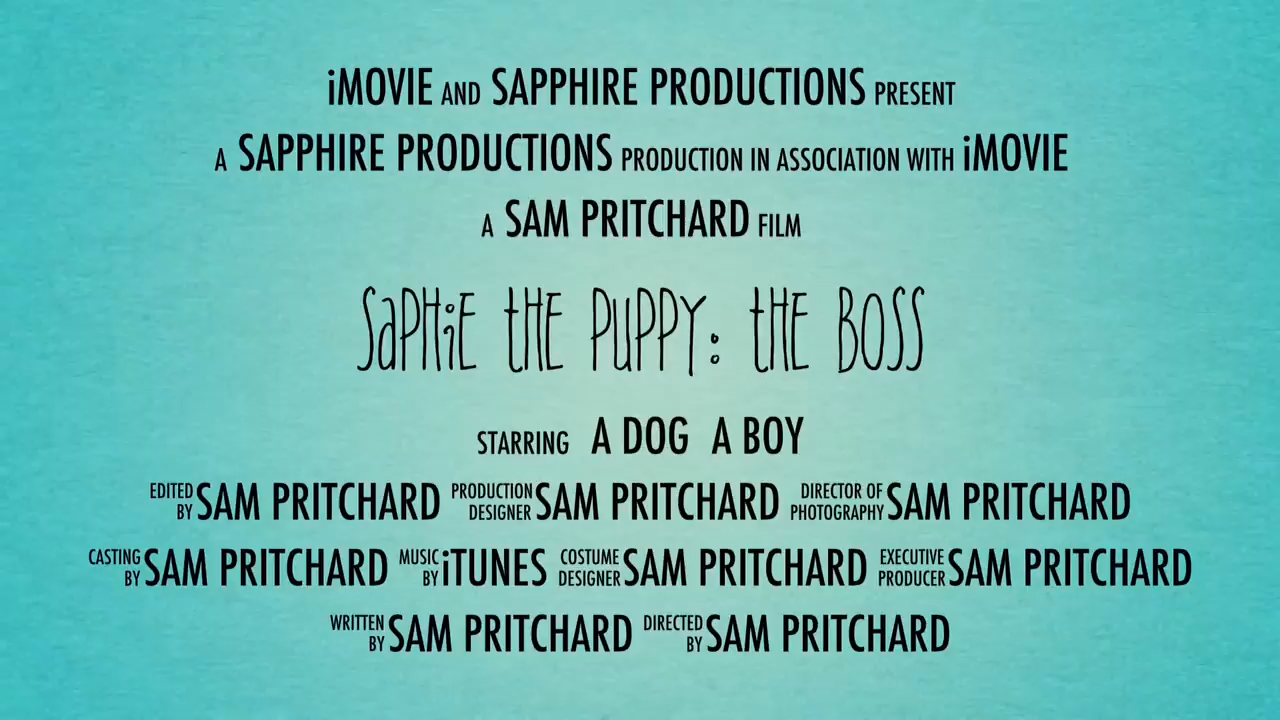 iMOVIE AND SAPPHIRE PRODUCTIONS PRESENT
A SAPPHIRE PRODUCTIONS PRODUCTION IN ASSOCIATION WITH iMOVIE
A SAM PRITCHARD FILM
SaPHiE tHE PuPPY: tHE BOSS
STARRING A DOG A BOY
EDITED BY SAM PRITCHARD PRODUCTION DESIGNER SAM PRITCHARD DIRECTOR OF PHOTOGRAPHY SAM PRITCHARD
CASTING BY SAM PRITCHARD MUSIC BY iTUNES COSTUME DESIGNER SAM PRITCHARD EXECUTIVE PRODUCER SAM PRITCHARD
WRITTEN BY SAM PRITCHARD DIRECTED BY SAM PRITCHARD